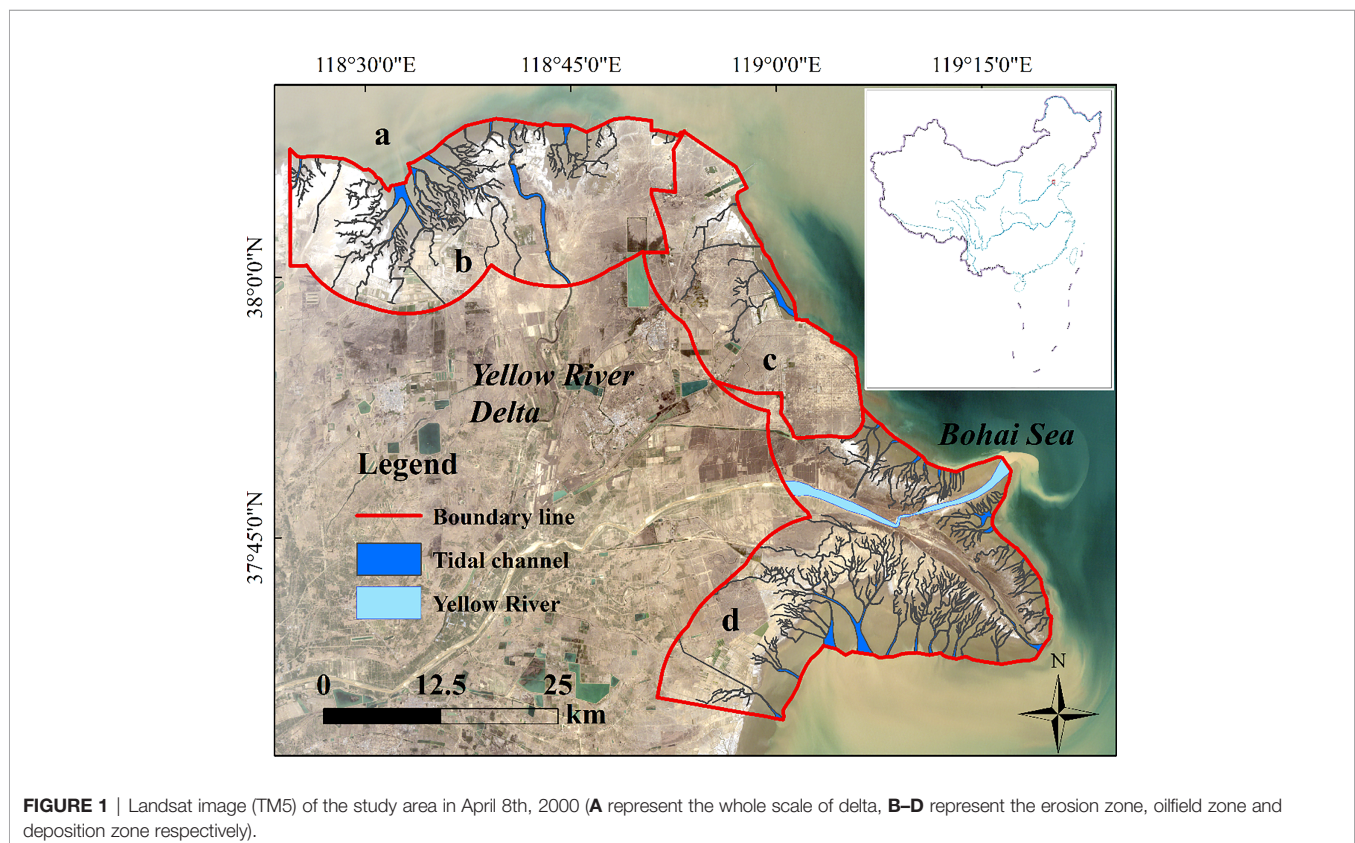 118°30'0"E 118°45'0"E 119°0'0"E 119°15'0"E
a
b
38°0'0"N
c
Yellow River
Delta
Bohai Sea
Legend
Boundary line
37°45'0"N
Tidal channel
Yellow River
d
N
0 12.5 25
km
FIGURE 1 | Landsat image (TM5) of the study area in April 8th, 2000 (A represent the whole scale of delta, B–D represent the erosion zone, oilfield zone and
deposition zone respectively).